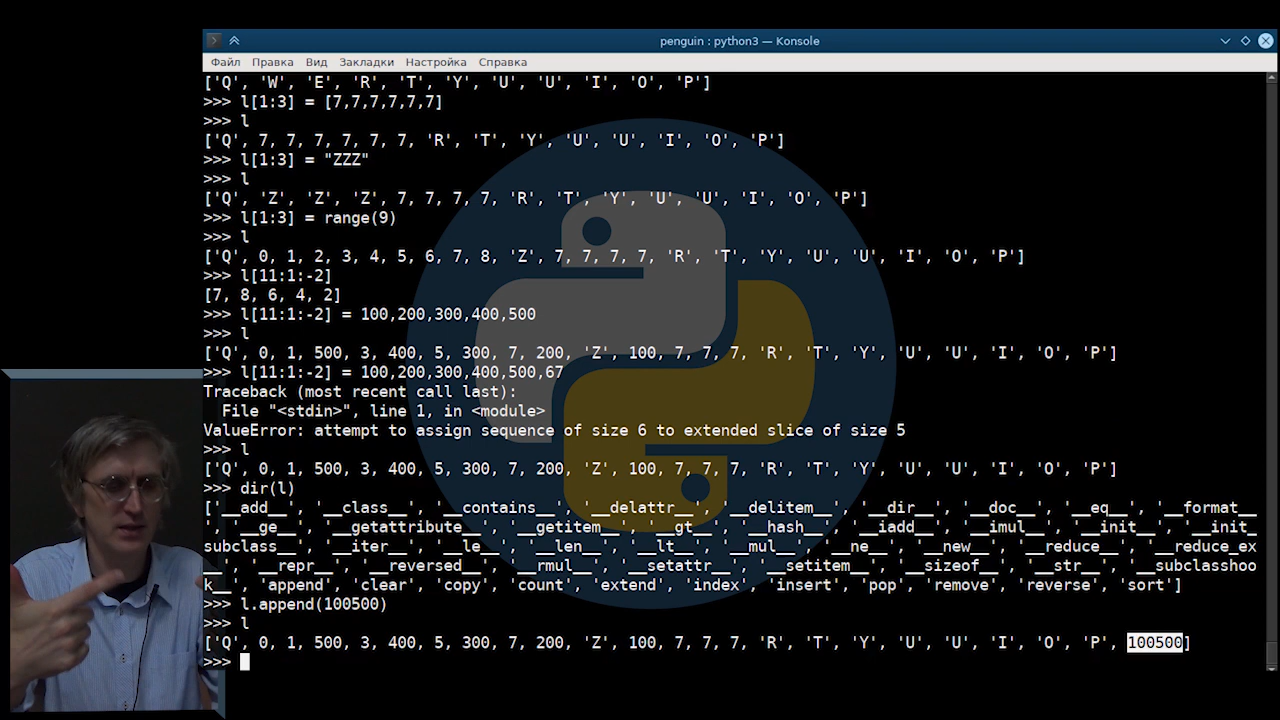 penguin : python3 — Konsole
Файл Правка Вид Закладки Настройка Справка
['Q', 'W', 'E', 'R', 'T', 'Y', 'U', 'U', 'I', 'O', 'P']
>>> l[1:3] = [7,7,7,7,7,7]
>>> l
['Q', 7, 7, 7, 7, 7, 7, 'R', 'T', 'Y', 'U', 'U', 'I', 'O', 'P']
>>> l[1:3] = "ZZZ"
>>> l
['Q', 'Z', 'Z', 'Z', 7, 7, 7, 7, 'R', 'T', 'Y', 'U', 'U', 'I', 'O', 'P']
>>> l[1:3] = range(9)
>>> l
['Q', 0, 1, 2, 3, 4, 5, 6, 7, 8, 'Z', 7, 7, 7, 7, 'R', 'T', 'Y', 'U', 'U', 'I', 'O', 'P']
>>> l[11:1:-2]
[7, 8, 6, 4, 2]
>>> l[11:1:-2] = 100,200,300,400,500
>>> l
['Q', 0, 1, 500, 3, 400, 5, 300, 7, 200, 'Z', 100, 7, 7, 7, 'R', 'T', 'Y', 'U', 'U', 'I', 'O', 'P']
>>> l[11:1:-2] = 100,200,300,400,500,67
Traceback (most recent call last):
  File "<stdin>", line 1, in <module>
ValueError: attempt to assign sequence of size 6 to extended slice of size 5
>>> l
['Q', 0, 1, 500, 3, 400, 5, 300, 7, 200, 'Z', 100, 7, 7, 7, 'R', 'T', 'Y', 'U', 'U', 'I', 'O', 'P']
>>> dir(l)
['__add__', '__class__', '__contains__', '__delattr__', '__delitem__', '__dir__', '__doc__', '__eq__', '__format__
', '__ge__', '__getattribute__', '__getitem__', '__gt__', '__hash__', '__iadd__', '__imul__', '__init__', '__init_
subclass__', '__iter__', '__le__', '__len__', '__lt__', '__mul__', '__ne__', '__new__', '__reduce__', '__reduce_ex
__', '__repr__', '__reversed__', '__rmul__', '__setattr__', '__setitem__', '__sizeof__', '__str__', '__subclasshoo
k__', 'append', 'clear', 'copy', 'count', 'extend', 'index', 'insert', 'pop', 'remove', 'reverse', 'sort']
>>> l.append(100500)
>>> l
['Q', 0, 1, 500, 3, 400, 5, 300, 7, 200, 'Z', 100, 7, 7, 7, 'R', 'T', 'Y', 'U', 'U', 'I', 'O', 'P', 100500]
>>>